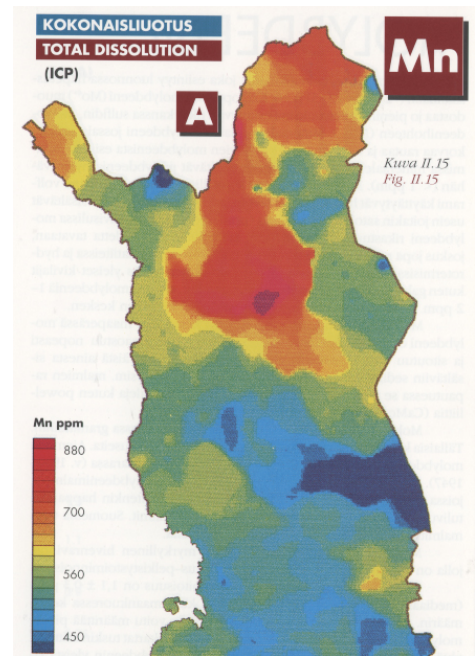 KOKONAISLIUOTUS
TOTAL DISSOLUTION
(ICP)
A
Mn
Kuva II.15
Fig. II.15
Mn ppm
880
700
560
450